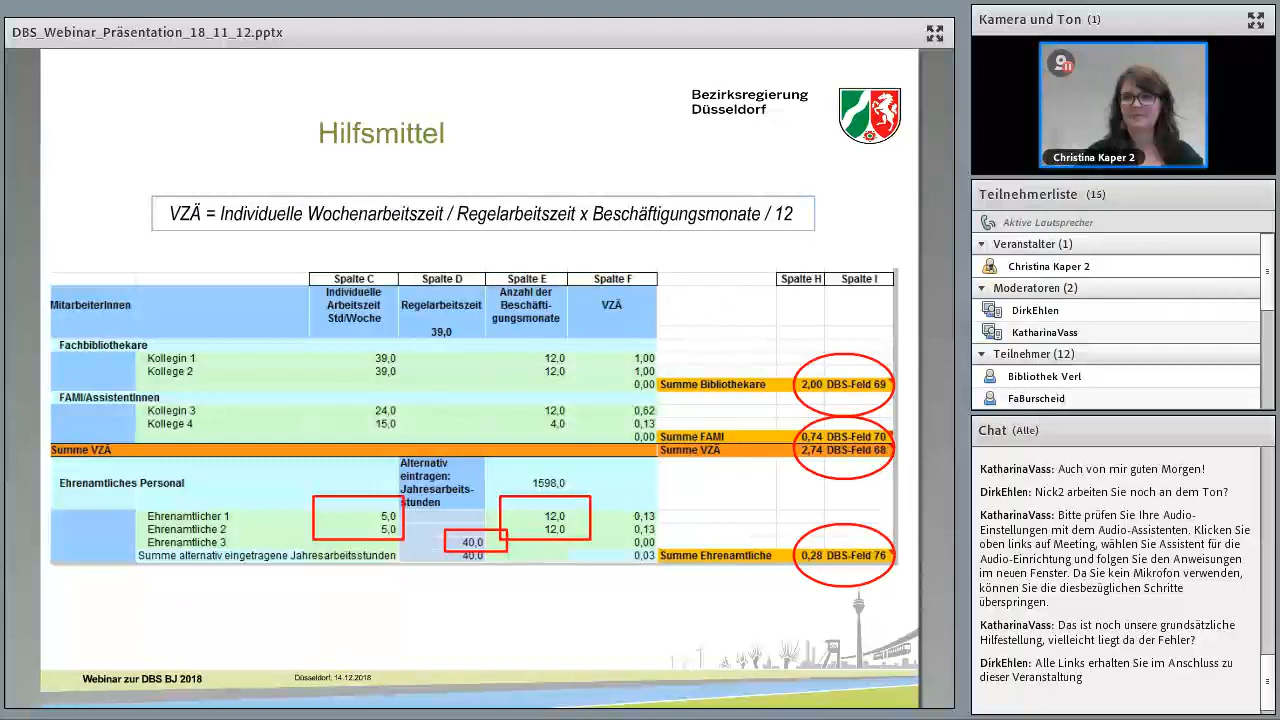 DBS_Webinar_Präsentation_18_11_12.pptx
Bezirksregierung
Düsseldorf
Hilfsmittel
VZÄ = Individuelle Wochenarbeitszeit / Regelarbeitszeit x Beschäftigungsmonate / 12
Spalte C Spalte D Spalte E Spalte F Spalte H Spalte I
MitarbeiterInnen
Individuelle
Arbeitszeit
Std/Woche
Regelarbeitszeit
39,0
Anzahl der
Beschäfti-
gungsmonate
VZÄ
Fachbibliothekare
Kollegin 1 39,0 12,0 1,00
Kollege 2 39,0 12,0 1,00
0,00 Summe Bibliothekare 2,00 DBS-Feld 69
FAMI/AssistentInnen
Kollegin 3 24,0 12,0 0,62
Kollege 4 15,0 4,0 0,13
0,00 Summe FAMI 0,74 DBS-Feld 70
Summe VZÄ Summe VZÄ 2,74 DBS-Feld 68
Ehrenamtliches Personal
Alternativ
eintragen:
Jahresarbeits-
stunden
1598,0
Ehrenamtlicher 1 5,0 12,0 0,13
Ehrenamtliche 2 5,0 12,0 0,13
Ehrenamtliche 3 40,0 0,00
Summe alternativ eingetragene Jahresarbeitsstunden 40,0 0,03 Summe Ehrenamtliche 0,28 DBS-Feld 76
Webinar zur DBS BJ 2018
Düsseldorf, 14.12.2018
Kamera und Ton (1)
Christina Kaper 2
Teilnehmerliste (15)
Aktive Lautsprecher
Veranstalter (1)
Christina Kaper 2
Moderatoren (2)
DirkEhlen
KatharinaVass
Teilnehmer (12)
Bibliothek Verl
FaBurscheid
Chat (Alle)
KatharinaVass: Auch von mir guten Morgen!
DirkEhlen: Nick2 arbeiten Sie noch an dem Ton?
KatharinaVass: Bitte prüfen Sie Ihre Audio-
Einstellungen mit dem Audio-Assistenten. Klicken Sie
oben links auf Meeting, wählen Sie Assistent für die
Audio-Einrichtung und folgen Sie den Anweisungen
im neuen Fenster. Da Sie kein Mikrofon verwenden,
können Sie die diesbezüglichen Schritte
überspringen.
KatharinaVass: Das ist noch unsere grundsätzliche
Hilfestellung, vielleicht liegt da der Fehler?
DirkEhlen: Alle Links erhalten Sie im Anschluss zu
dieser Veranstaltung